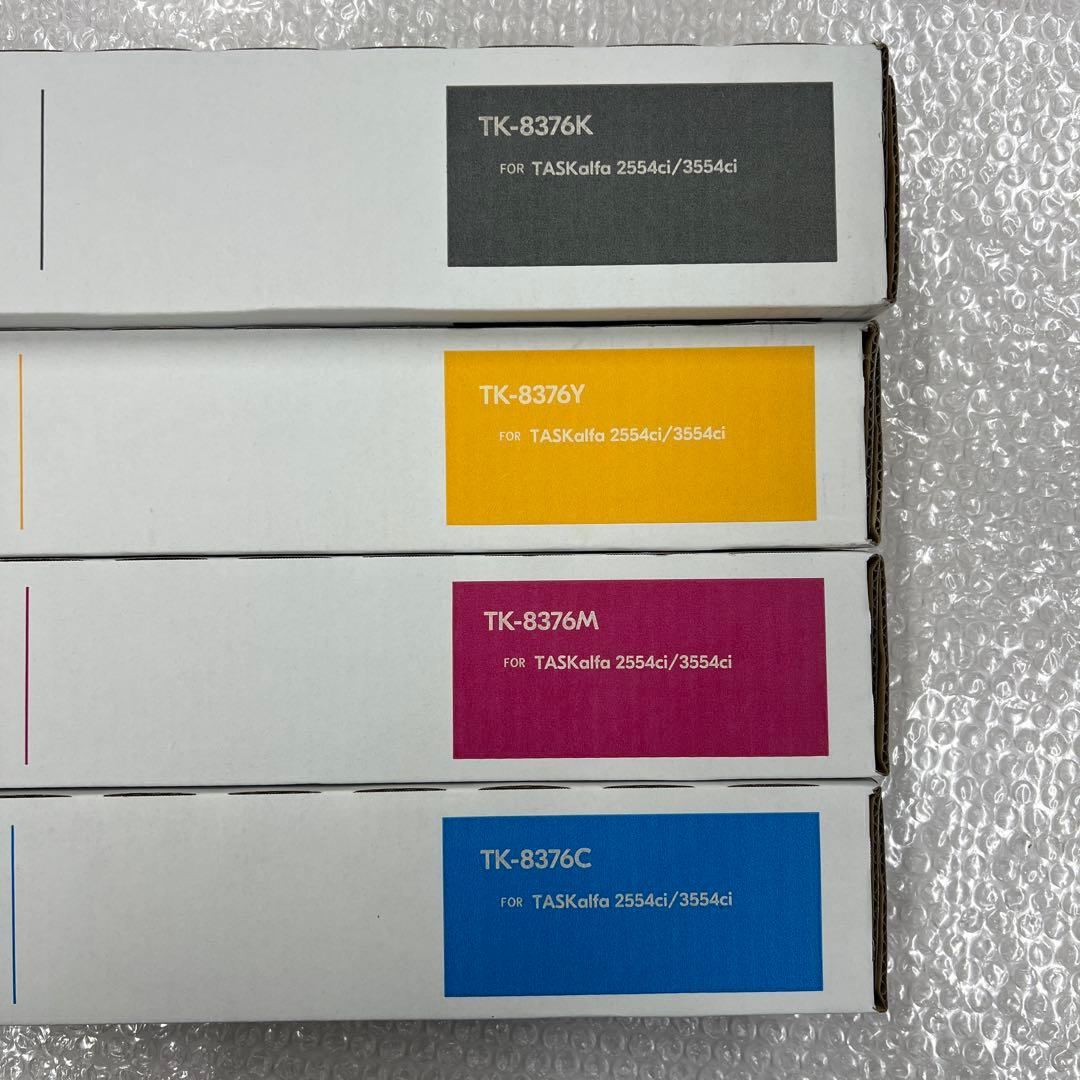 TK-8376K
FOR TASKalfa 2554ci/3554ci
TK-8376Y
FOR TASKalfa 2554ci/3554ci
TK-8376M
FOR TASKalfa 2554ci/3554ci
TK-8376C
FOR TASKalfa 2554ci/3554ci